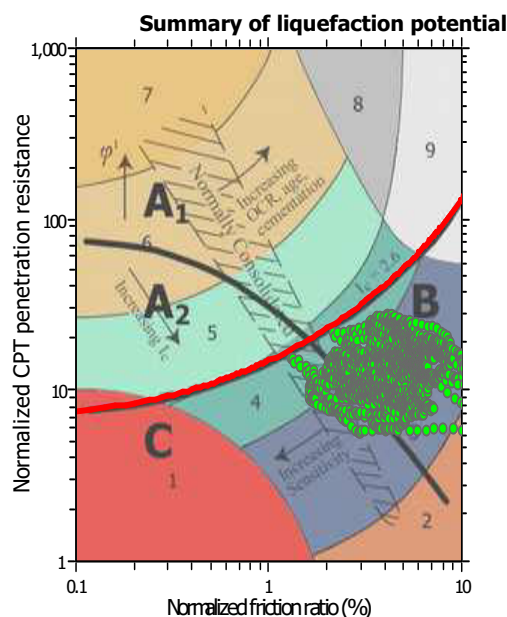 Summary of liquefaction potential
Normalized CPT penetration resistance
1,000
100
10
1
0.1
1
10
Normalized friction ratio (%)
7
8
9
φ'
A1
Normally Consolidated
Increasing
OCR, age,
cementation
6
Increasing Ic
A2
5
Ic = 2.6
B
4
C
1
Increasing
Sensitivity
2